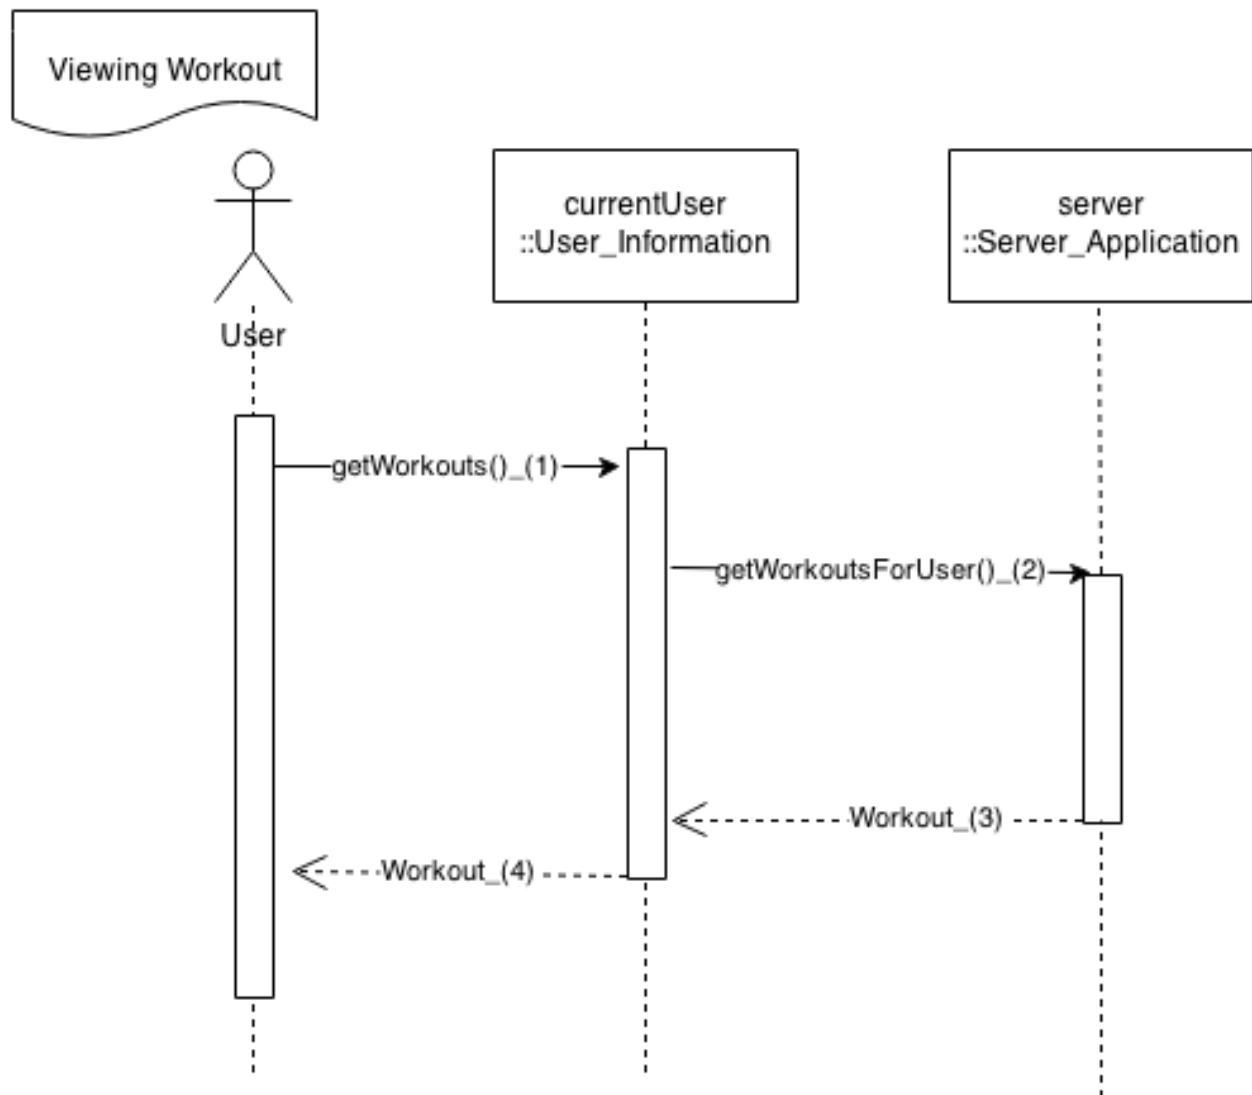 Viewing Workout
currentUser
::User_Information
server
::Server_Application
User
getWorkouts()_(1)
getWorkoutsForUser()_(2)
Workout_(3)
Workout_(4)